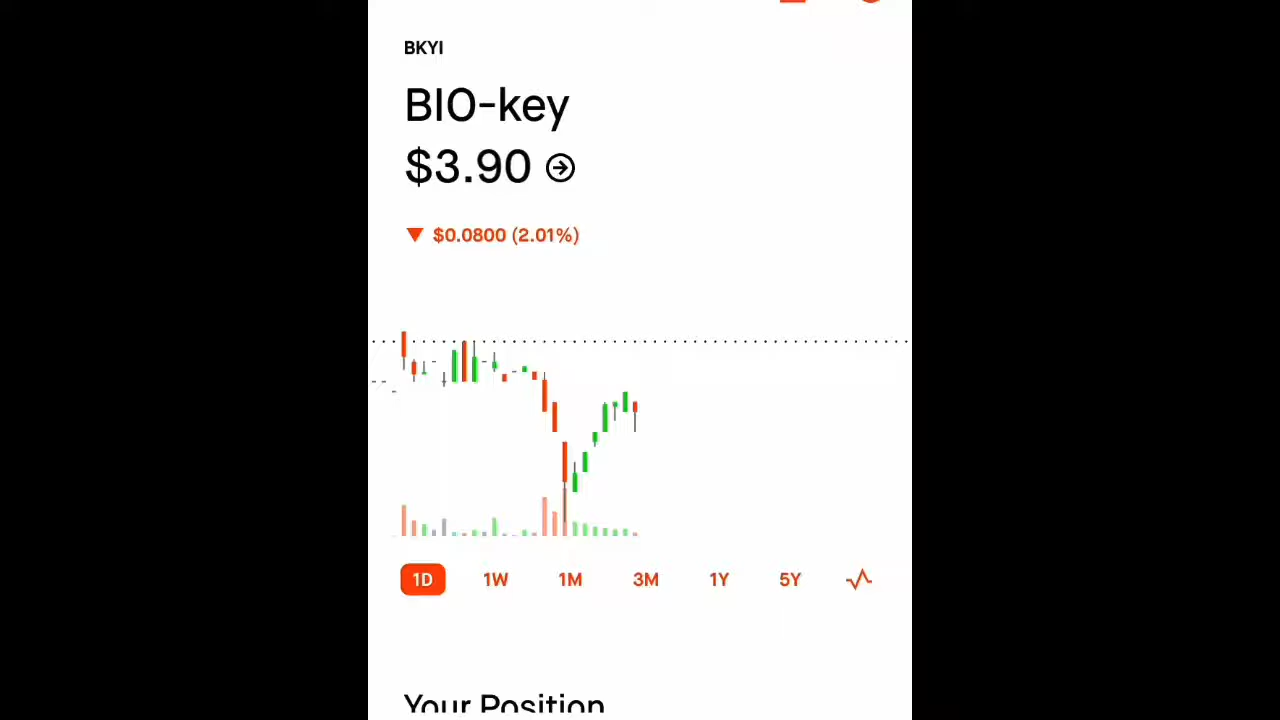 BKYI
BIO-key
$3.90
$0.0800 (2.01%)
1D 1W 1M 3M 1Y 5Y
Your Position